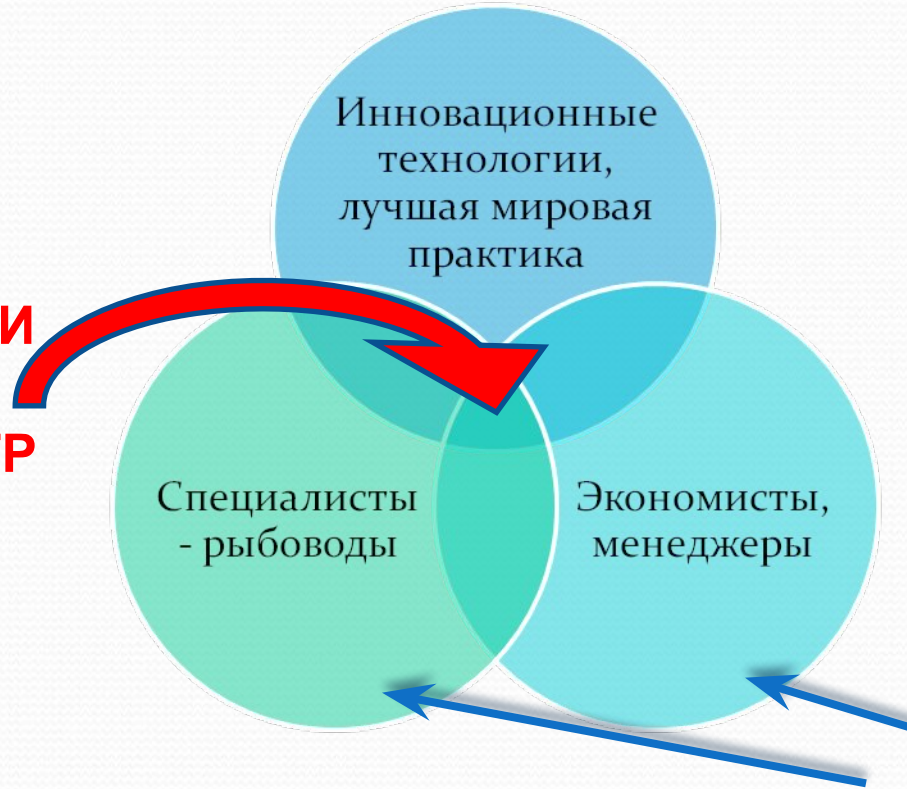 Инновационные
технологии,
лучшая мировая
практика
Специалисты
- рыбоводы
Экономисты,
менеджеры